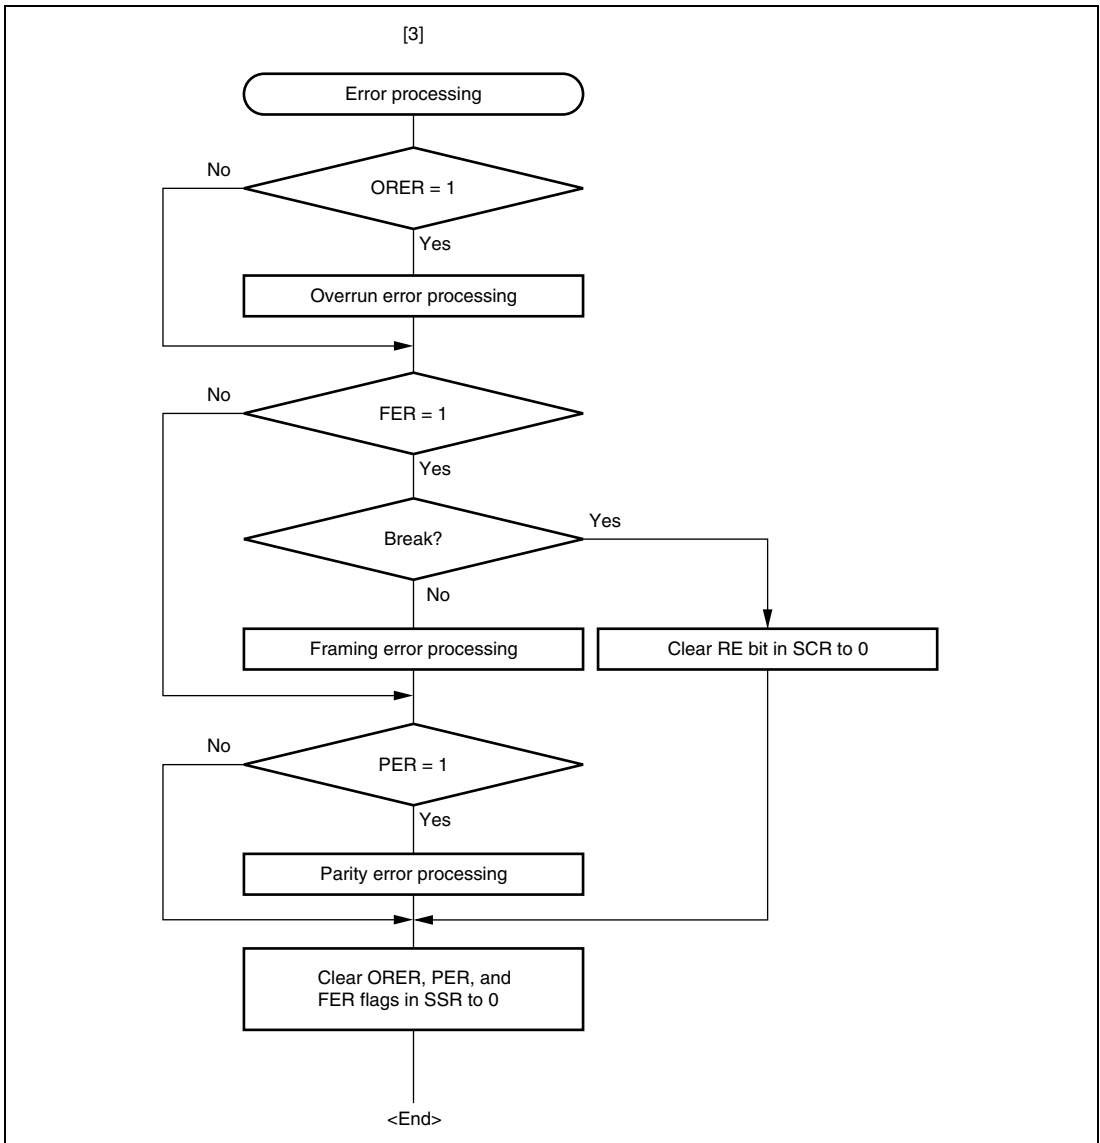 [3]
Error processing
No
ORER = 1
Yes
Overrun error processing
No
FER = 1
Yes
Break?
Yes
No
Framing error processing
Clear RE bit in SCR to 0
No
PER = 1
Yes
Parity error processing
Clear ORER, PER, and
FER flags in SSR to 0
<End>